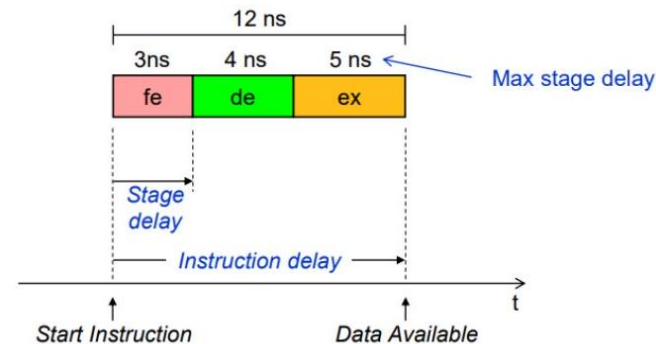 12 ns
3ns 4 ns 5 ns
Max stage delay
fe de ex
Stage
delay
Instruction delay
t
Start Instruction Data Available